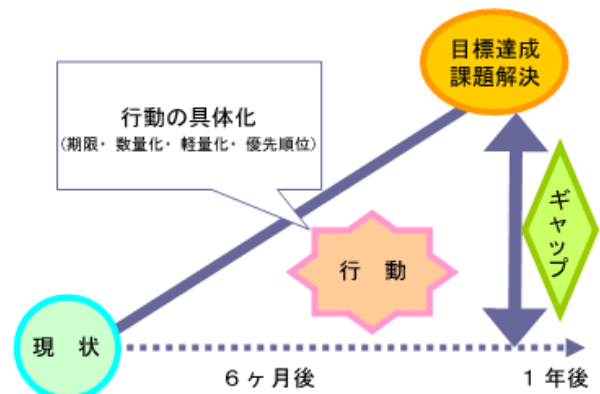 目標達成
課題解決
行動の具体化
(期限・数量化・軽量化・優先順位)
ギャップ
行　動
現　状
６ヶ月後
１年後